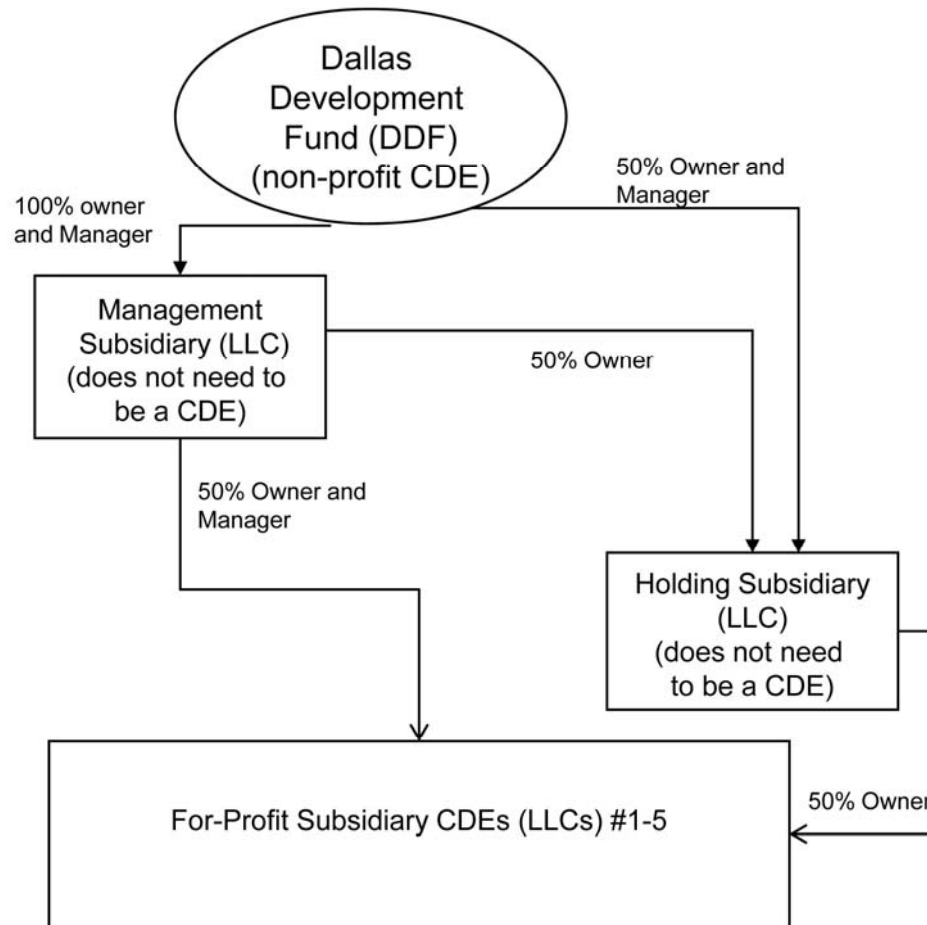 Dallas
Development
Fund (DDF)
(non-profit CDE)
50% Owner and
Manager
100% owner
and Manager
Management
Subsidiary (LLC)
(does not need to
be a CDE)
50% Owner
50% Owner and
Manager
Holding Subsidiary
(LLC)
(does not need
to be a CDE)
For-Profit Subsidiary CDEs (LLCs) #1-5
50% Owner